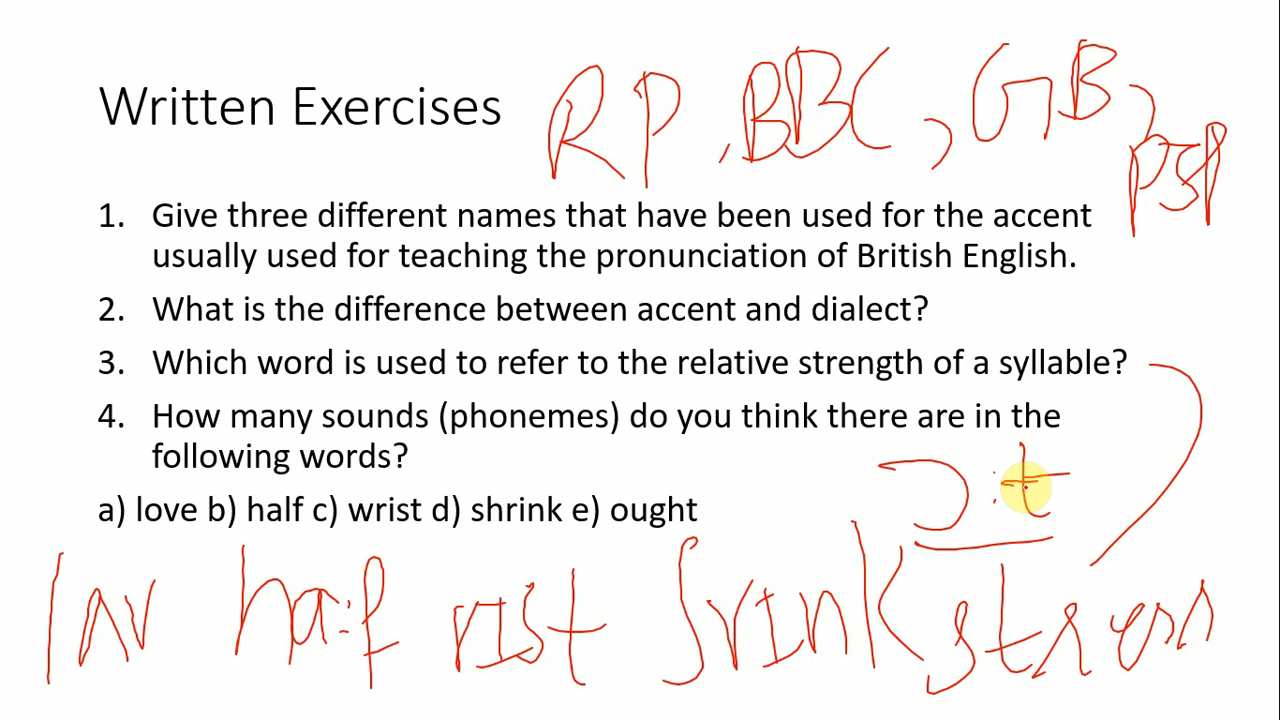 Written Exercises RP, BBC, GB,
PSP
1. Give three different names that have been used for the accent
usually used for teaching the pronunciation of British English.
2. What is the difference between accent and dialect?
3. Which word is used to refer to the relative strength of a syllable?
4. How many sounds (phonemes) do you think there are in the
following words?
ɔːt
a) love b) half c) wrist d) shrink e) ought
lʌv hɑːf rɪst ʃrɪnk stress